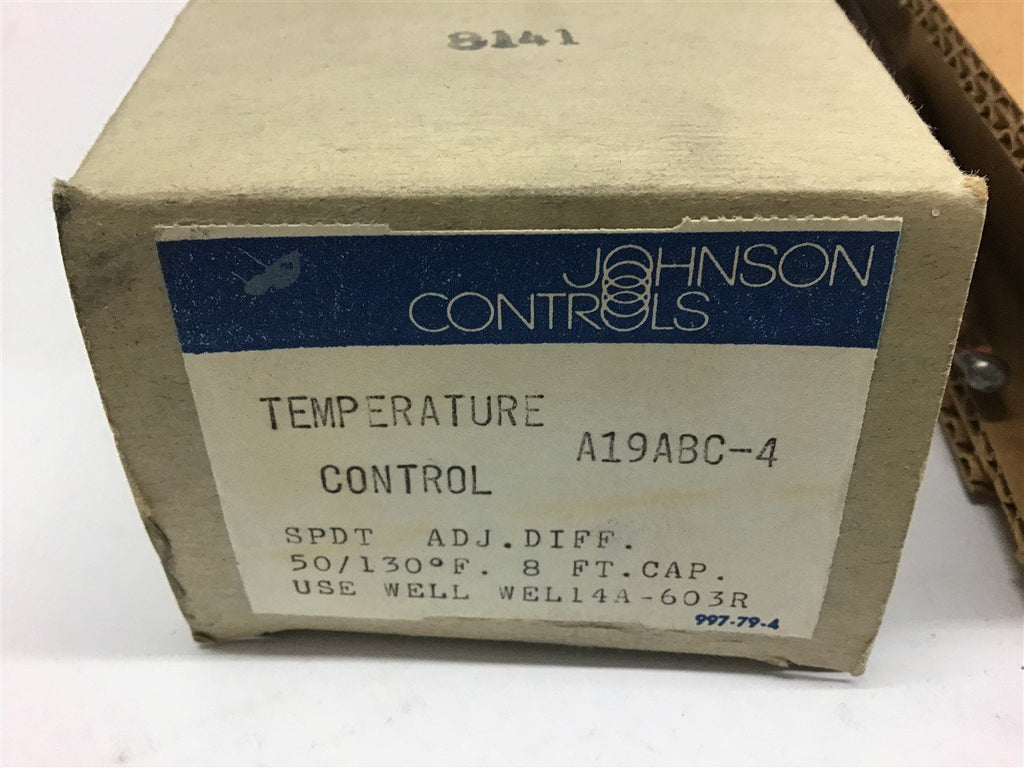 8141
JOHNSON
CONTROLS
TEMPERATURE
A19ABC-4
CONTROL
SPDT ADJ.DIFF.
50/130°F. 8 FT.CAP.
USE WELL WEL14A-603R
997-79-4